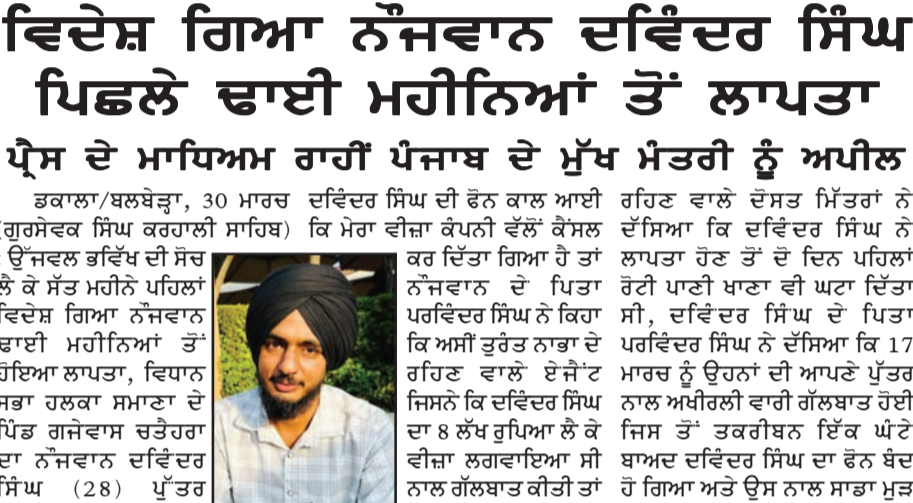 ਵਿਦੇਸ਼ ਗਿਆ ਨੌਜਵਾਨ ਦਵਿੰਦਰ ਸਿੰਘ
ਪਿਛਲੇ ਢਾਈ ਮਹੀਨਿਆਂ ਤੋਂ ਲਾਪਤਾ
ਪ੍ਰੈਸ ਦੇ ਮਾਧਿਅਮ ਰਾਹੀਂ ਪੰਜਾਬ ਦੇ ਮੁੱਖ ਮੰਤਰੀ ਨੂੰ ਅਪੀਲ
ਡਕਾਲਾ/ਬਲਬੇੜ੍ਹਾ, 30 ਮਾਰਚ
(ਗੁਰਸੇਵਕ ਸਿੰਘ ਕਰਹਾਲੀ ਸਾਹਿਬ)
: ਉੱਜਵਲ ਭਵਿੱਖ ਦੀ ਸੋਚ
ਲੈ ਕੇ ਸੱਤ ਮਹੀਨੇ ਪਹਿਲਾਂ
ਵਿਦੇਸ਼ ਗਿਆ ਨੌਜਵਾਨ
ਢਾਈ ਮਹੀਨਿਆਂ ਤੋਂ
ਹੋਇਆ ਲਾਪਤਾ, ਵਿਧਾਨ
ਸਭਾ ਹਲਕਾ ਸਮਾਣਾ ਦੇ
ਪਿੰਡ ਗਜੇਵਾਸ ਚਤੈਹਰਾ
ਦਾ ਨੌਜਵਾਨ ਦਵਿੰਦਰ
ਸਿੰਘ (28) ਪੁੱਤਰ
ਦਵਿੰਦਰ ਸਿੰਘ ਦੀ ਫੋਨ ਕਾਲ ਆਈ
ਕਿ ਮੇਰਾ ਵੀਜ਼ਾ ਕੰਪਨੀ ਵੱਲੋਂ ਕੈਂਸਲ
ਕਰ ਦਿੱਤਾ ਗਿਆ ਹੈ ਤਾਂ
ਨੌਜਵਾਨ ਦੇ ਪਿਤਾ
ਪਰਵਿੰਦਰ ਸਿੰਘ ਨੇ ਕਿਹਾ
ਕਿ ਅਸੀਂ ਤੁਰੰਤ ਨਾਭਾ ਦੇ
ਰਹਿਣ ਵਾਲੇ ਏਜੈਂਟ
ਜਿਸਨੇ ਕਿ ਦਵਿੰਦਰ ਸਿੰਘ
ਦਾ 8 ਲੱਖ ਰੁਪਿਆ ਲੈ ਕੇ
ਵੀਜ਼ਾ ਲਗਵਾਇਆ ਸੀ
ਨਾਲ ਗੱਲਬਾਤ ਕੀਤੀ ਤਾਂ
ਰਹਿਣ ਵਾਲੇ ਦੋਸਤ ਮਿੱਤਰਾਂ ਨੇ
ਦੱਸਿਆ ਕਿ ਦਵਿੰਦਰ ਸਿੰਘ ਨੇ
ਲਾਪਤਾ ਹੋਣ ਤੋਂ ਦੋ ਦਿਨ ਪਹਿਲਾਂ
ਰੋਟੀ ਪਾਣੀ ਖਾਣਾ ਵੀ ਘਟਾ ਦਿੱਤਾ
ਸੀ, ਦਵਿੰਦਰ ਸਿੰਘ ਦੇ ਪਿਤਾ
ਪਰਵਿੰਦਰ ਸਿੰਘ ਨੇ ਦੱਸਿਆ ਕਿ 17
ਮਾਰਚ ਨੂੰ ਉਹਨਾਂ ਦੀ ਆਪਣੇ ਪੁੱਤਰ
ਨਾਲ ਅਖੀਰਲੀ ਵਾਰੀ ਗੱਲਬਾਤ ਹੋਈ
ਜਿਸ ਤੋਂ ਤਕਰੀਬਨ ਇੱਕ ਘੰਟੇ
ਬਾਅਦ ਦਵਿੰਦਰ ਸਿੰਘ ਦਾ ਫੋਨ ਬੰਦ
ਹੋ ਗਿਆ ਅਤੇ ਉਸ ਨਾਲ ਸਾਡਾ ਮੁੜ